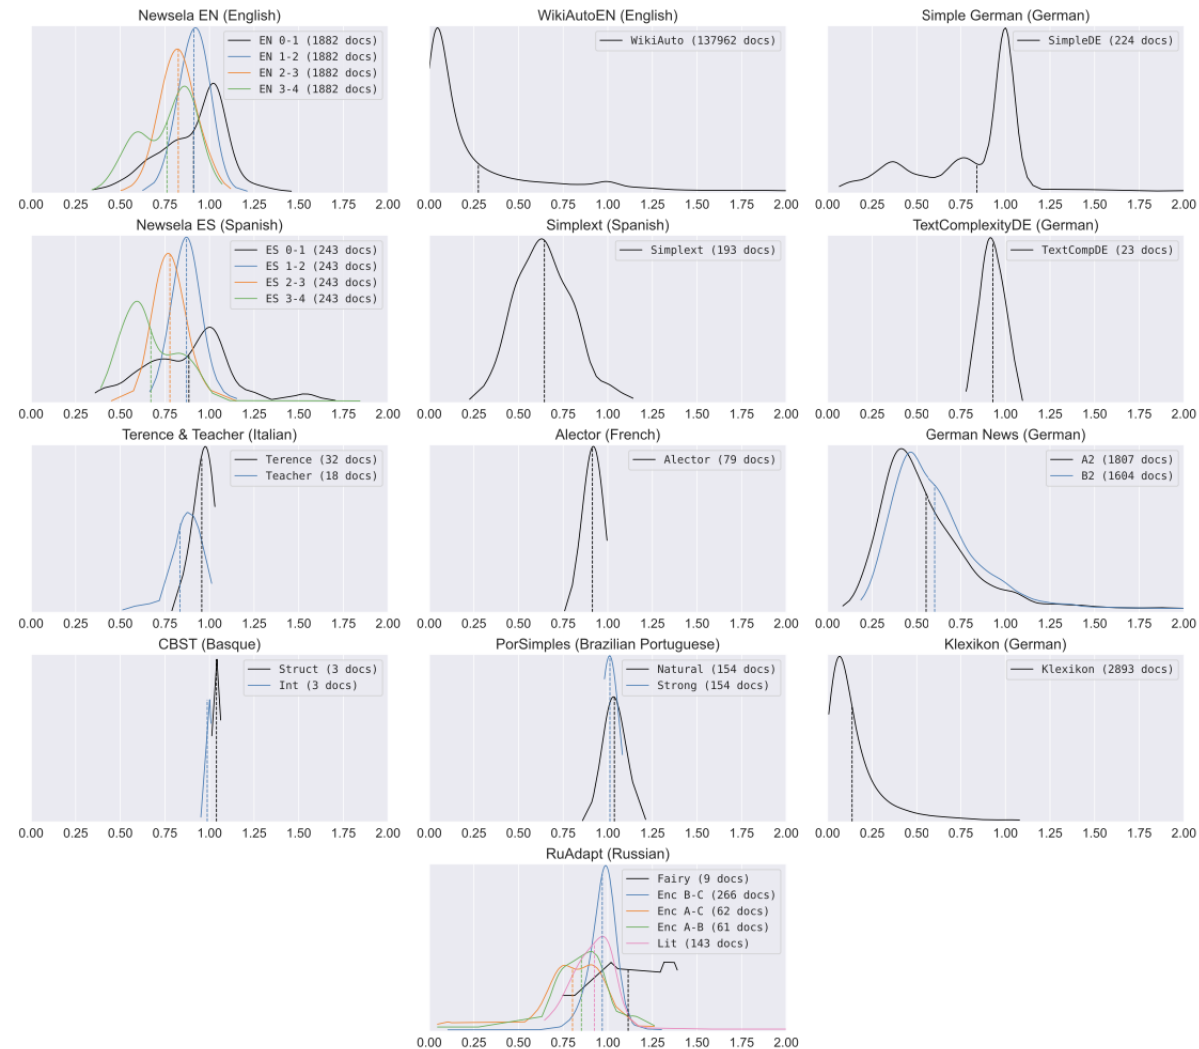 Newsela EN (English)
EN 0-1 (1882 docs)
EN 1-2 (1882 docs)
EN 2-3 (1882 docs)
EN 3-4 (1882 docs)
0.00 0.25 0.50 0.75 1.00 1.25 1.50 1.75 2.00
WikiAutoEN (English)
WikiAuto (137962 docs)
0.00 0.25 0.50 0.75 1.00 1.25 1.50 1.75 2.00
Simple German (German)
SimpleDE (224 docs)
0.00 0.25 0.50 0.75 1.00 1.25 1.50 1.75 2.00
Newsela ES (Spanish)
ES 0-1 (243 docs)
ES 1-2 (243 docs)
ES 2-3 (243 docs)
ES 3-4 (243 docs)
0.00 0.25 0.50 0.75 1.00 1.25 1.50 1.75 2.00
Simplext (Spanish)
Simplext (193 docs)
0.00 0.25 0.50 0.75 1.00 1.25 1.50 1.75 2.00
TextComplexityDE (German)
TextCompDE (23 docs)
0.00 0.25 0.50 0.75 1.00 1.25 1.50 1.75 2.00
Terence & Teacher (Italian)
Terence (32 docs)
Teacher (18 docs)
0.00 0.25 0.50 0.75 1.00 1.25 1.50 1.75 2.00
Alector (French)
Alector (79 docs)
0.00 0.25 0.50 0.75 1.00 1.25 1.50 1.75 2.00
German News (German)
A2 (1807 docs)
B2 (1604 docs)
0.00 0.25 0.50 0.75 1.00 1.25 1.50 1.75 2.00
CBST (Basque)
Struct (3 docs)
Int (3 docs)
0.00 0.25 0.50 0.75 1.00 1.25 1.50 1.75 2.00
PorSimples (Brazilian Portuguese)
Natural (154 docs)
Strong (154 docs)
0.00 0.25 0.50 0.75 1.00 1.25 1.50 1.75 2.00
Klexikon (German)
Klexikon (2893 docs)
0.00 0.25 0.50 0.75 1.00 1.25 1.50 1.75 2.00
RuAdapt (Russian)
Fairy (9 docs)
Enc B-C (266 docs)
Enc A-C (62 docs)
Enc A-B (61 docs)
Lit (143 docs)
0.00 0.25 0.50 0.75 1.00 1.25 1.50 1.75 2.00